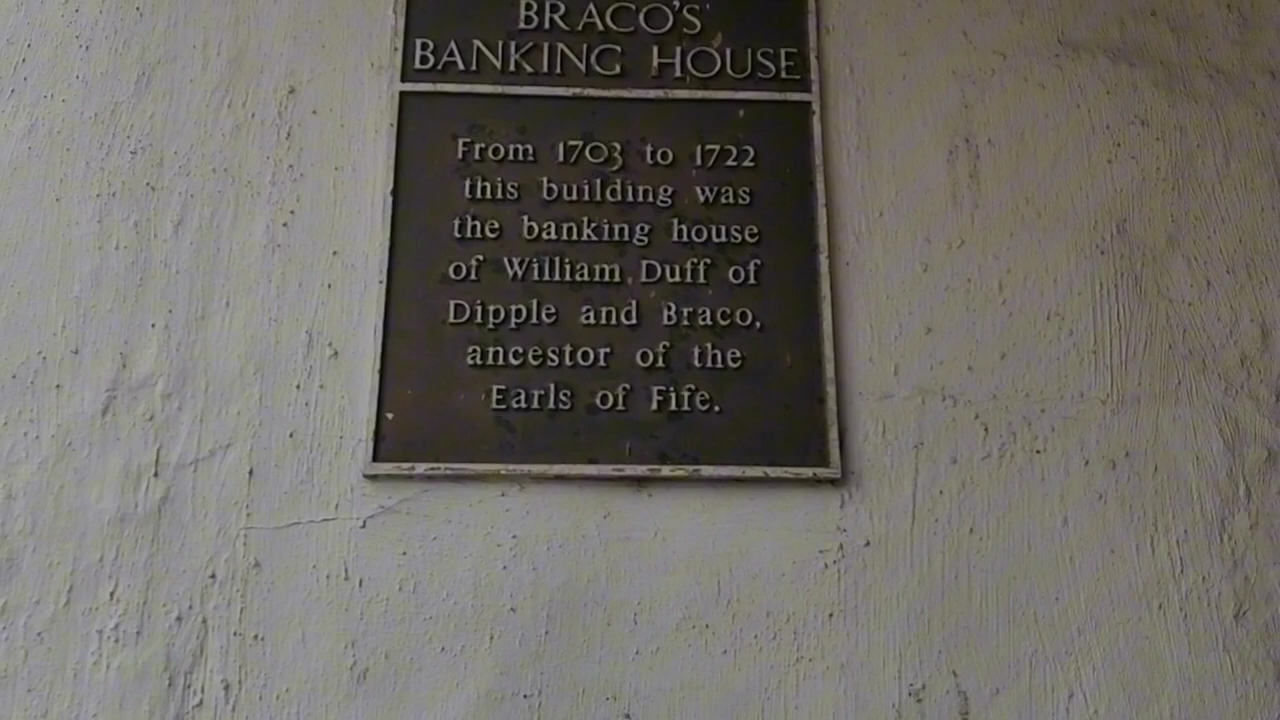 BRACO'S
BANKING HOUSE
From 1703 to 1722
this building was
the banking house
of William Duff of
Dipple and Braco,
ancestor of the
Earls of Fife.